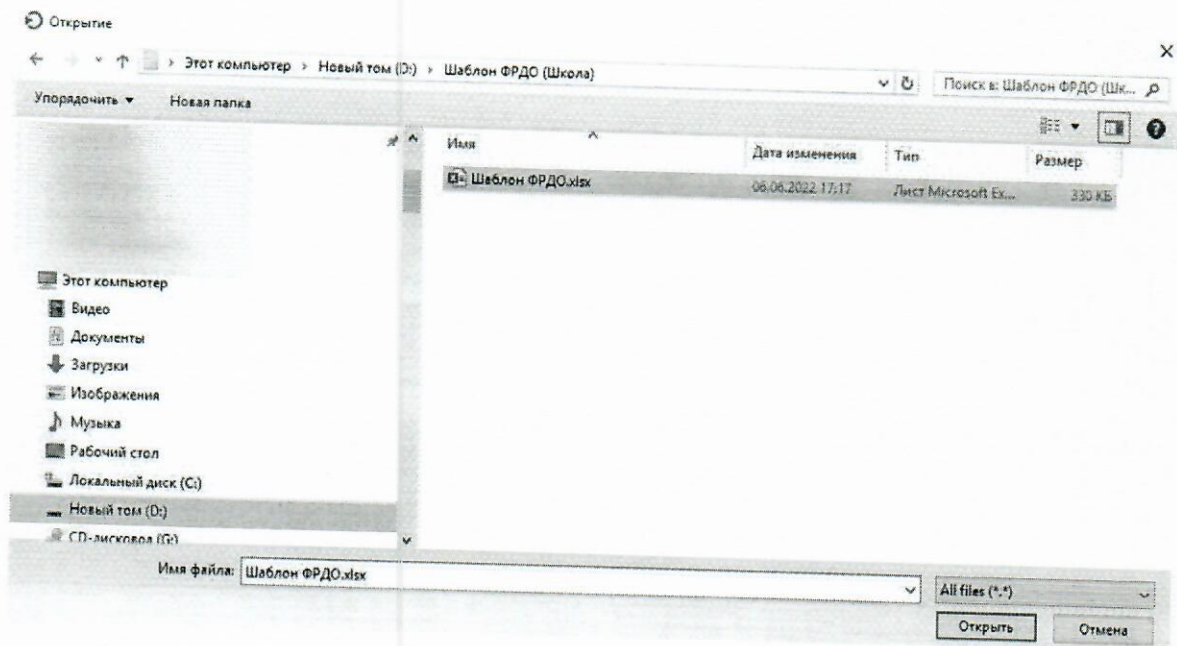 Открытие
Этот компьютер > Новый том (D:) > Шаблон ФРДО (Школа)
Поиск в: Шаблон ФРДО (Шк...
Упорядочить
Новая папка
Имя
Дата изменения
Тип
Размер
Шаблон ФРДО.xlsx
06.06.2022 17:17
Лист Microsoft Ex...
330 КБ
Этот компьютер
Видео
Документы
Загрузки
Изображения
Музыка
Рабочий стол
Локальный диск (C:)
Новый том (D:)
CD-дисковод (G:)
Имя файла: Шаблон ФРДО.xlsx
All files (*.*)
Открыть
Отмена